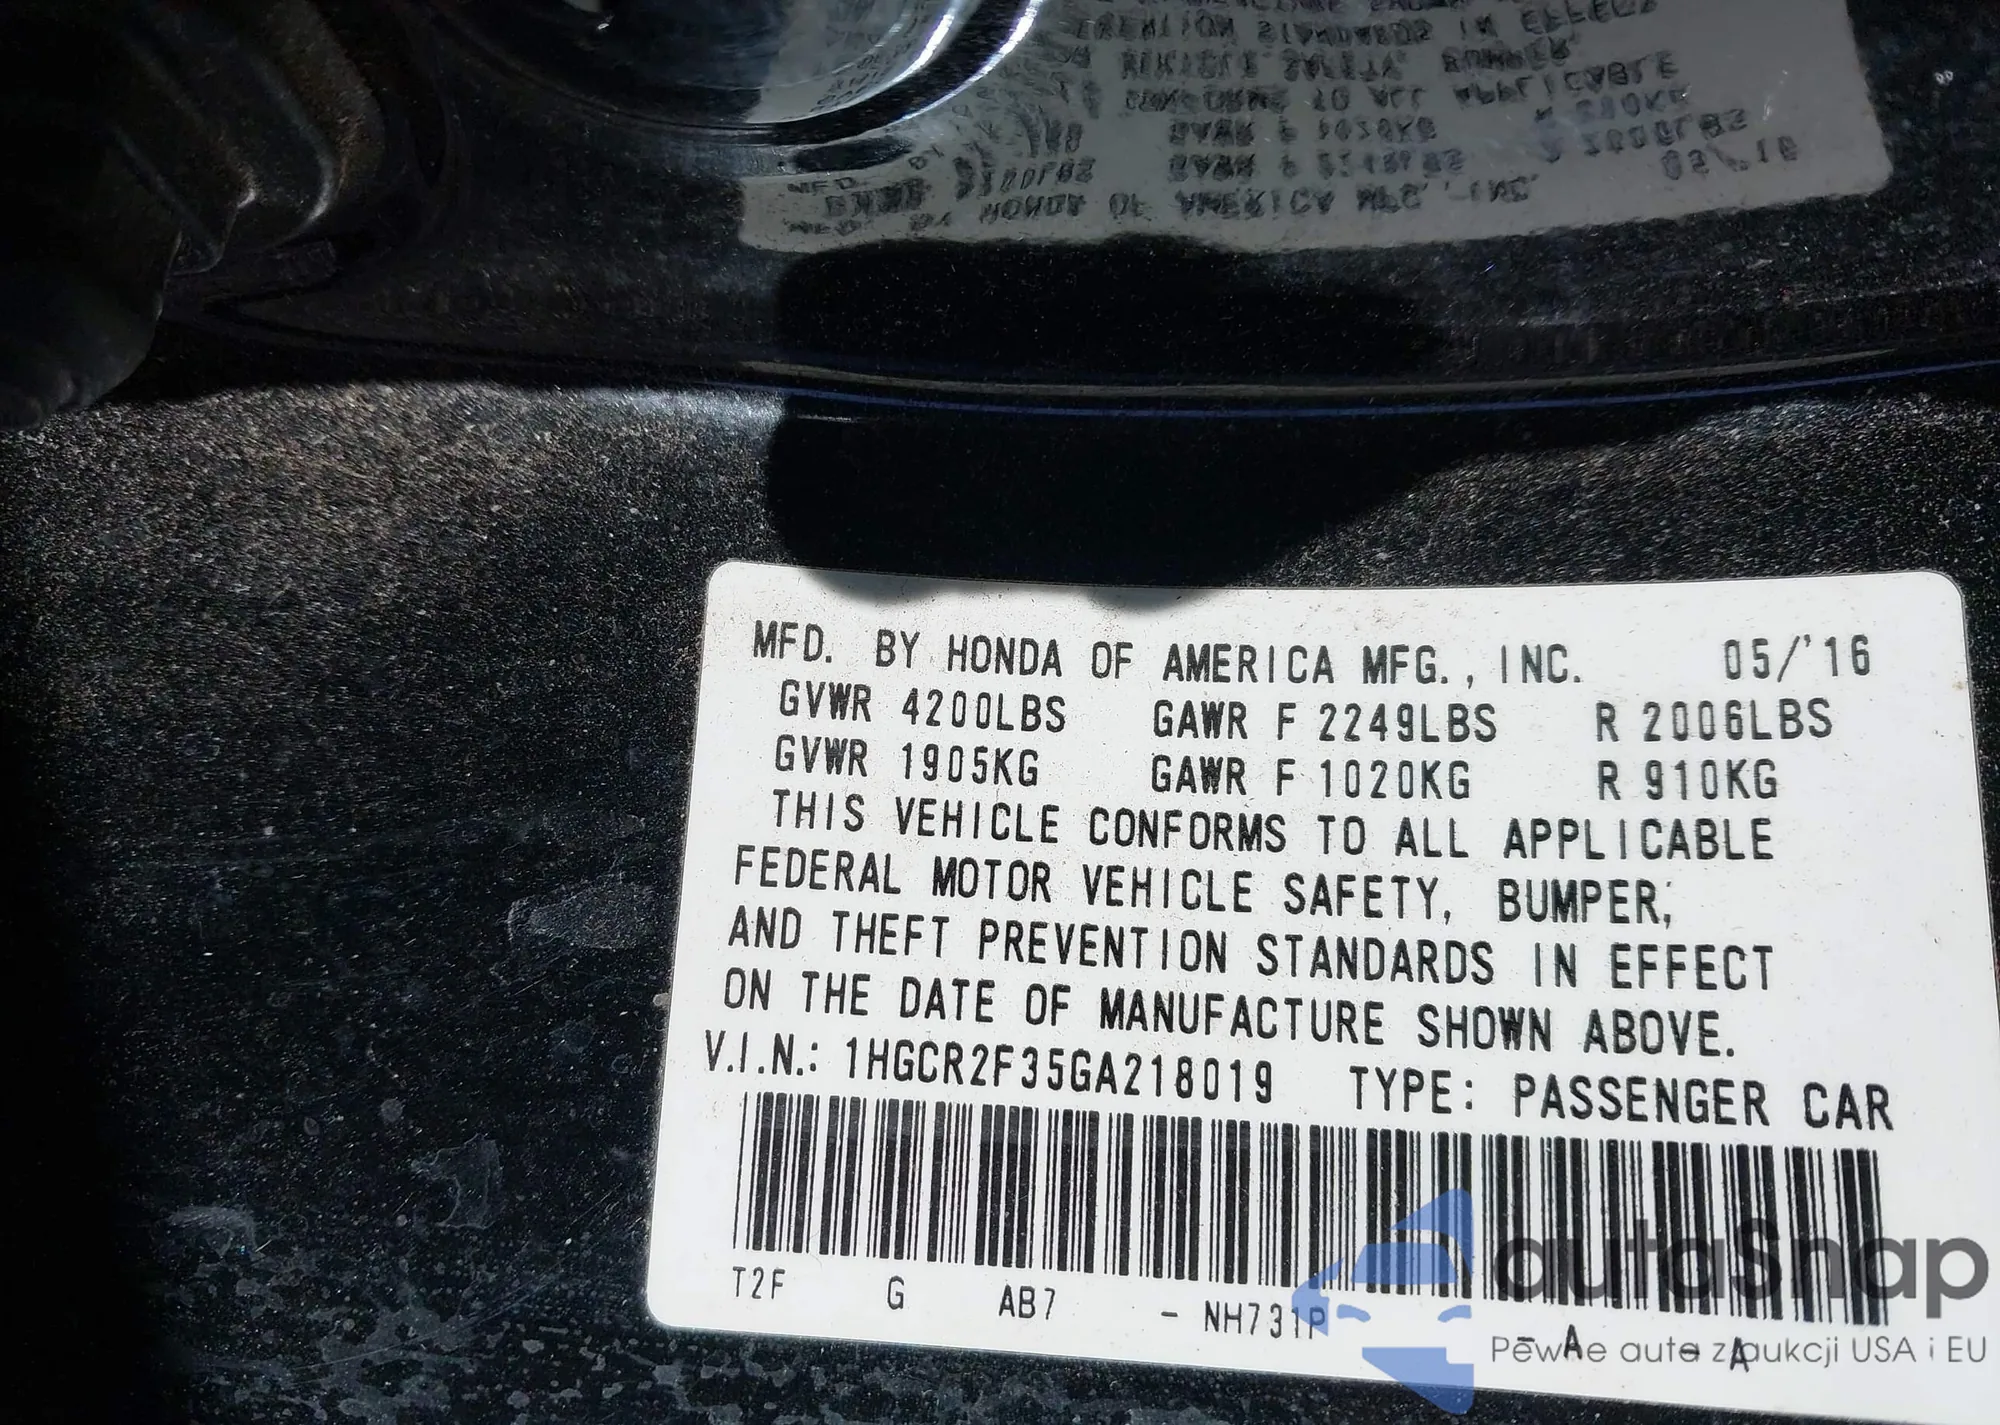 MFD. BY HONDA OF AMERICA MFG., INC. 05/'16
GVWR 4200LBS GAWR F 2249LBS R 2006LBS
GVWR 1905KG GAWR F 1020KG R 910KG
THIS VEHICLE CONFORMS TO ALL APPLICABLE
FEDERAL MOTOR VEHICLE SAFETY, BUMPER,
AND THEFT PREVENTION STANDARDS IN EFFECT
ON THE DATE OF MANUFACTURE SHOWN ABOVE.
V.I.N.: 1HGCR2F35GA218019 TYPE: PASSENGER CAR
T2F G AB7 - NH731P - A - A
autaSnap
Pewne auta z aukcji USA i EU